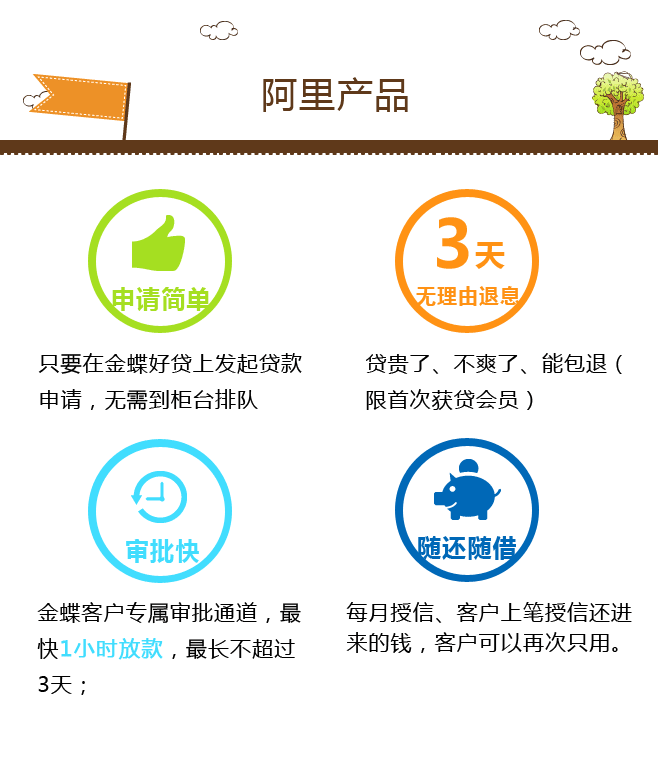 阿里产品
申请简单
只要在金蝶好贷上发起贷款
申请，无需到柜台排队
3天
无理由退息
贷贵了、不爽了、能包退（
限首次获贷会员）
审批快
金蝶客户专属审批通道，最
快1小时放款，最长不超过
3天；
随还随借
每月授信、客户上笔授信还进
来的钱，客户可以再次只用。